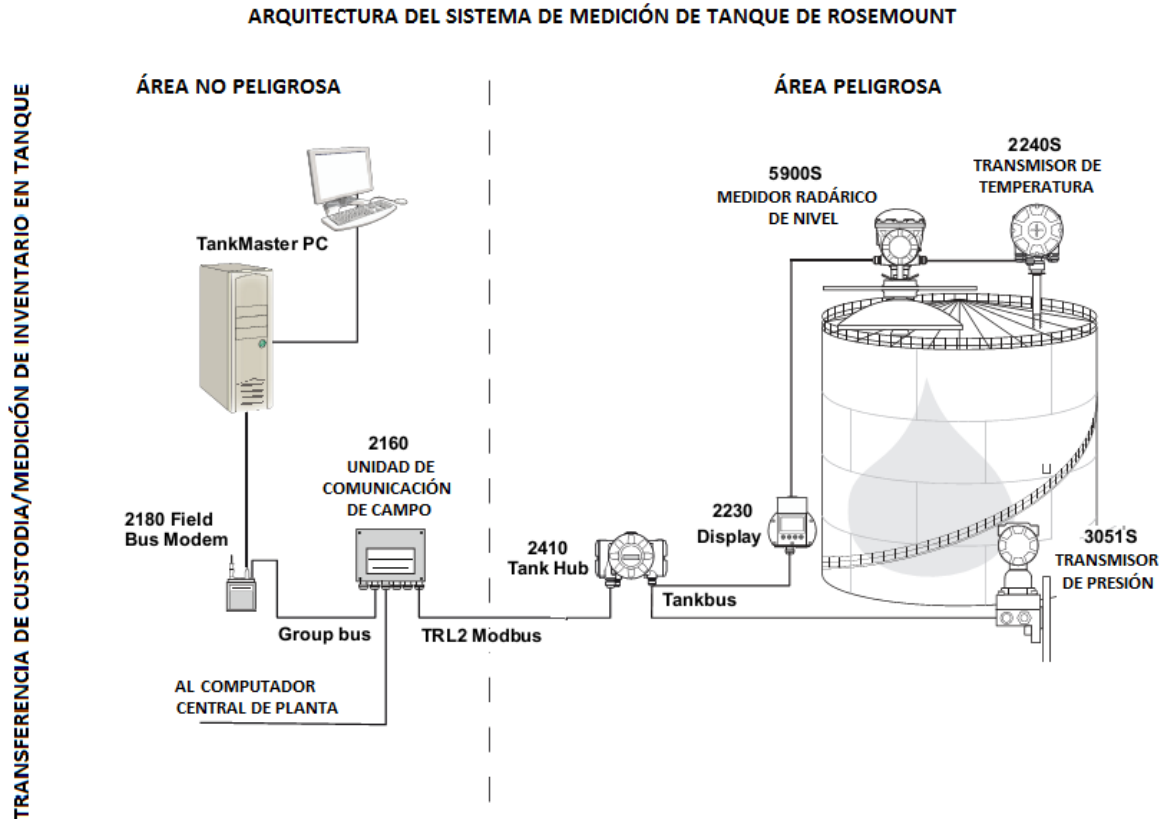 ARQUITECTURA DEL SISTEMA DE MEDICIÓN DE TANQUE DE ROSEMOUNT
TRANSFERENCIA DE CUSTODIA/MEDICIÓN DE INVENTARIO EN TANQUE
ÁREA NO PELIGROSA
ÁREA PELIGROSA
TankMaster PC
2180 Field
Bus Modem
2160
UNIDAD DE
COMUNICACIÓN
DE CAMPO
Group bus
TRL2 Modbus
AL COMPUTADOR
CENTRAL DE PLANTA
5900S
MEDIDOR RADÁRICO
DE NIVEL
2240S
TRANSMISOR DE
TEMPERATURA
2410
Tank Hub
2230
Display
Tankbus
3051S
TRANSMISOR
DE PRESIÓN